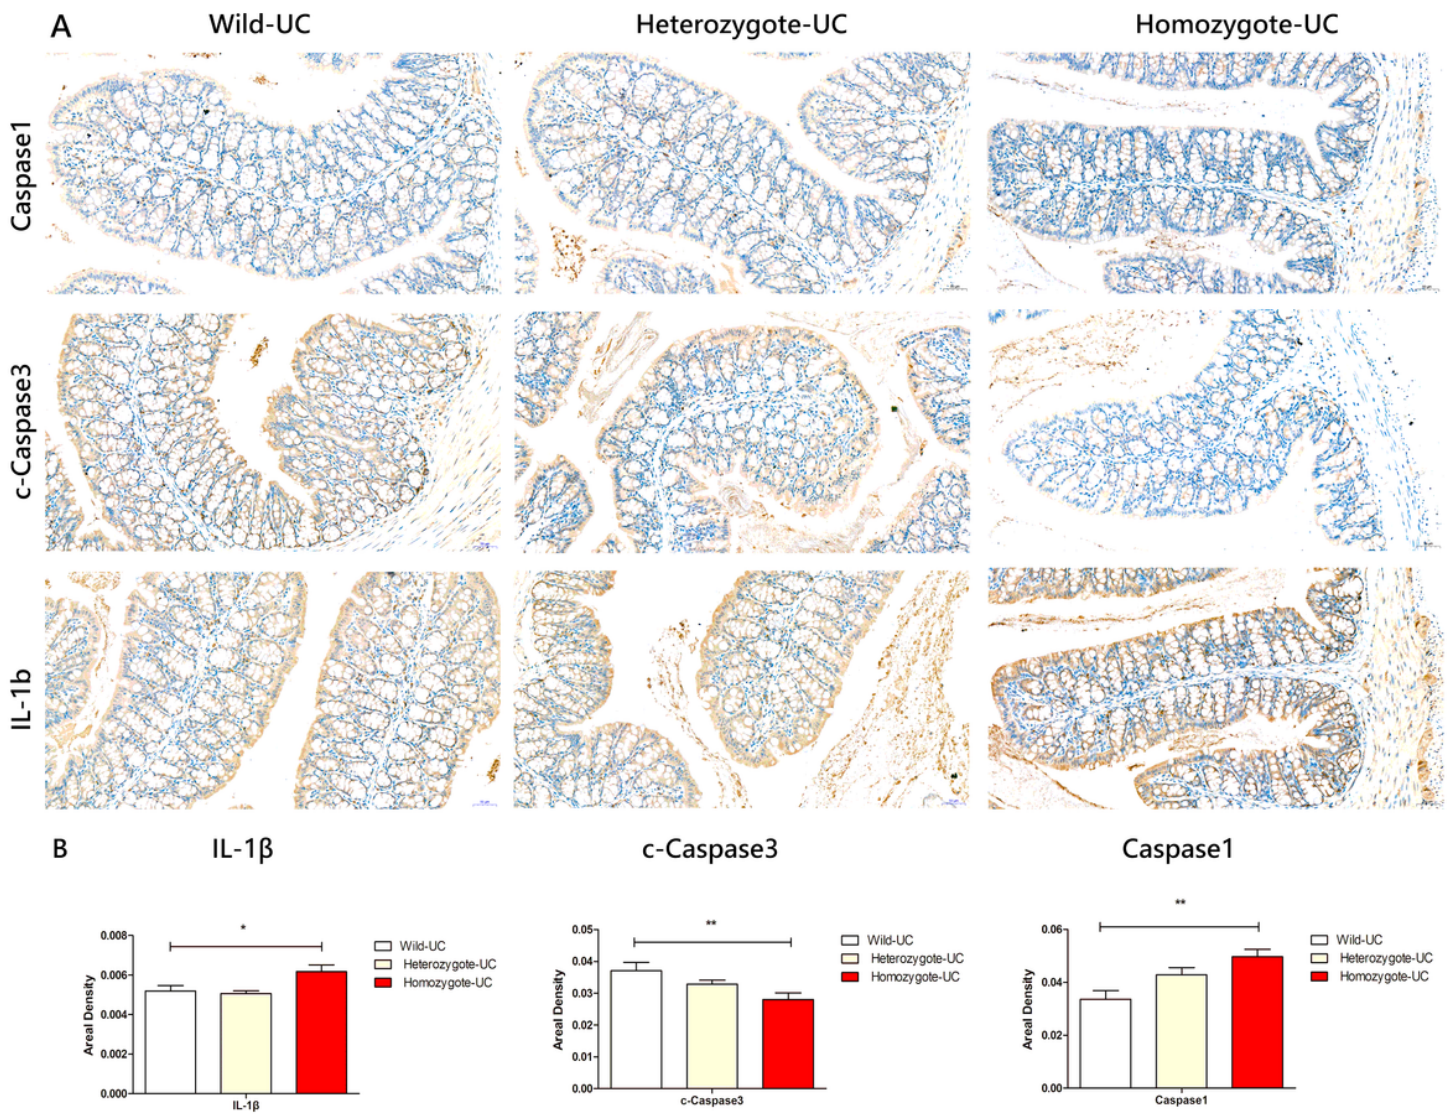 A Wild-UC Heterozygote-UC Homozygote-UC
Caspase1
c-Caspase3
IL-1b
B IL-1β c-Caspase3 Caspase1
*
0.008
0.006
0.004
0.002
0.000
Areal Density
IL-1β
Wild-UC
Heterozygote-UC
Homozygote-UC
**
0.05
0.04
0.03
0.02
0.01
0.00
Areal Density
c-Caspase3
Wild-UC
Heterozygote-UC
Homozygote-UC
**
0.06
0.04
0.02
0.00
Areal Density
Caspase1
Wild-UC
Heterozygote-UC
Homozygote-UC